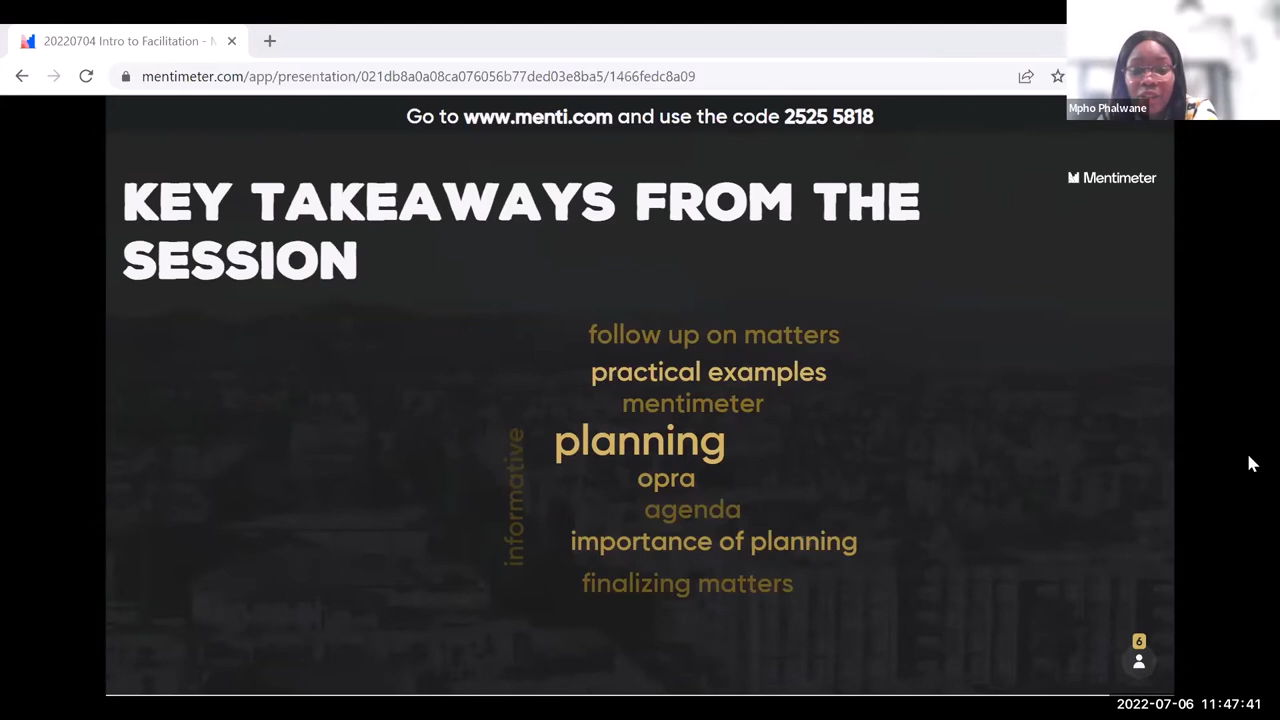 20220704 Intro to Facilitation -
mentimeter.com/app/presentation/021db8a0a08ca076056b77ded03e8ba5/1466fedc8a09
Mpho Phalwane
Go to www.menti.com and use the code 2525 5818
Mentimeter
KEY TAKEAWAYS FROM THE
SESSION
follow up on matters
practical examples
mentimeter
planning
informative
opra
agenda
importance of planning
finalizing matters
6
2022-07-06 11:47:41